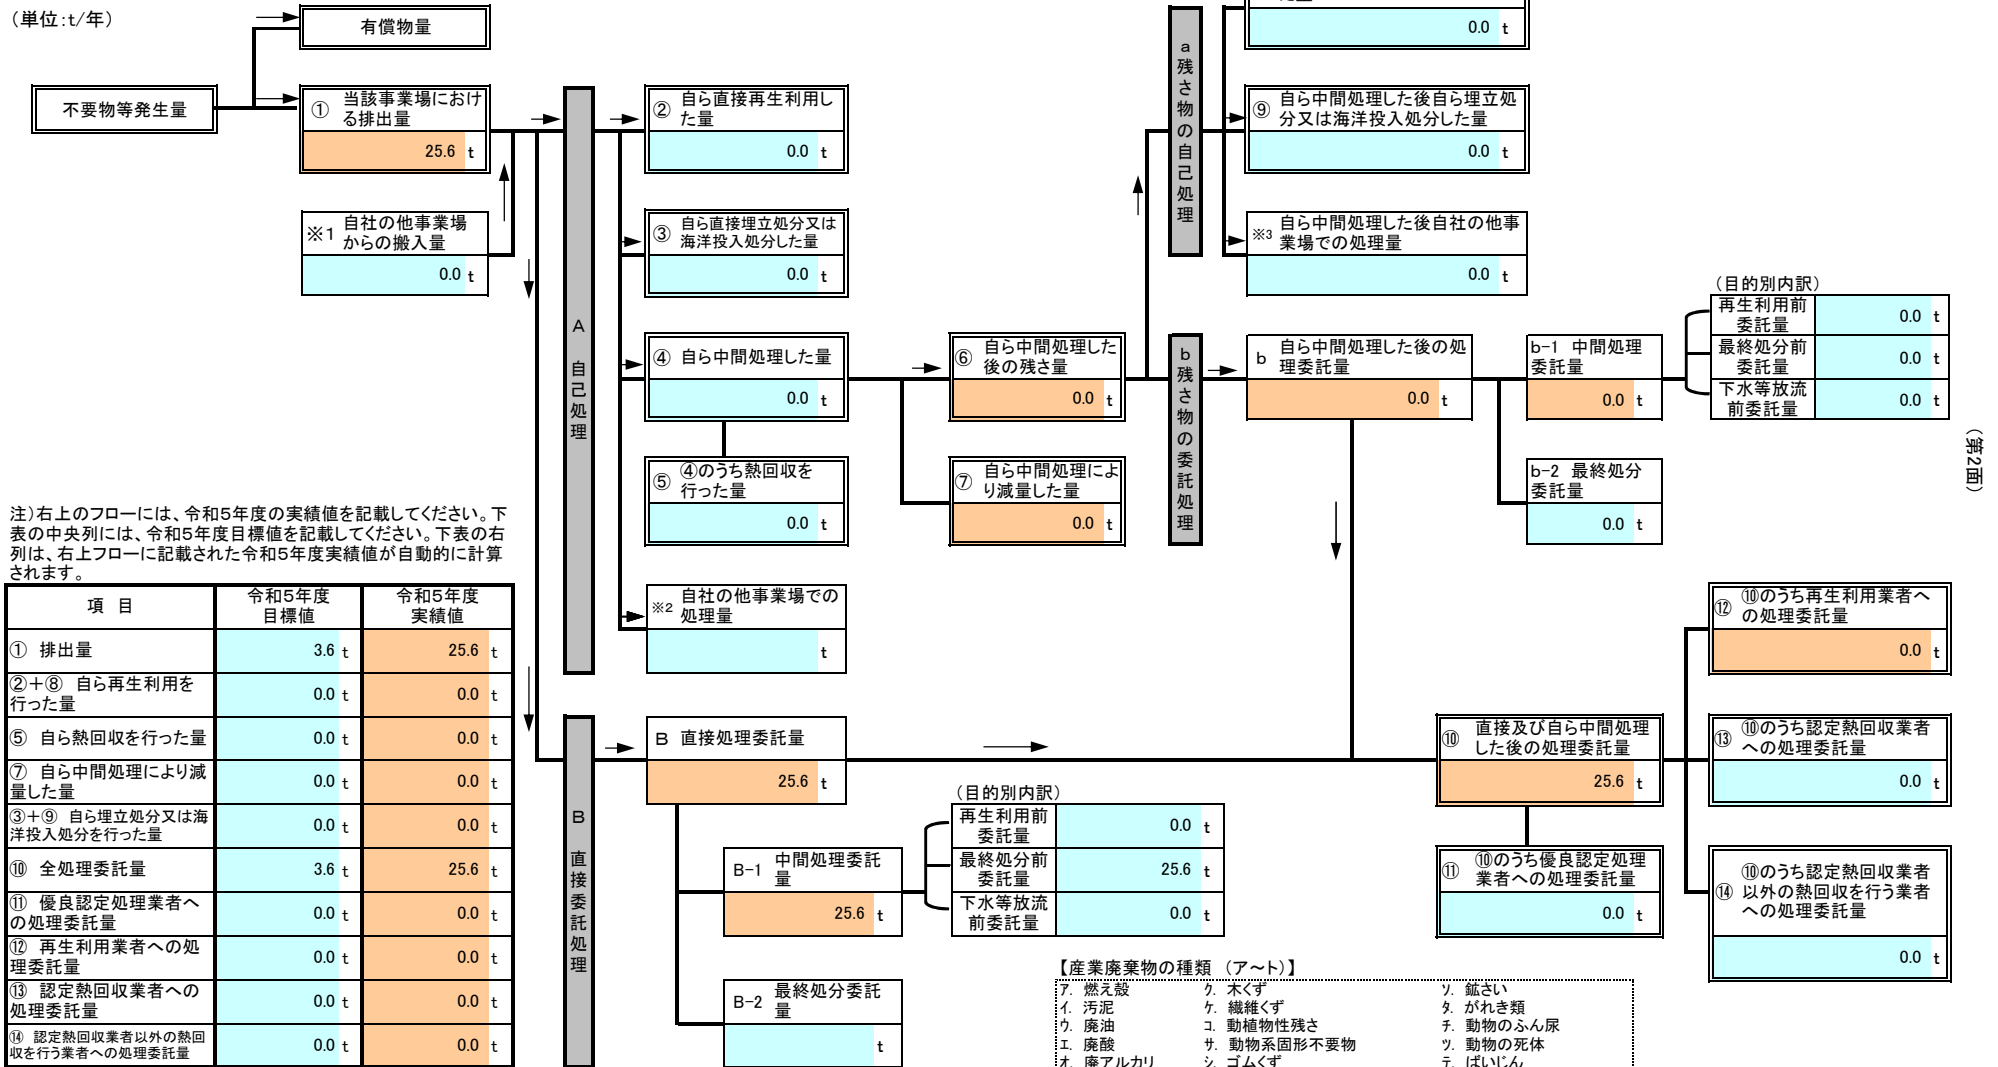 (単位:t/年)
有償物量
不要物等発生量
① 当該事業場におけ
る排出量
25.6 t
※1 自社の他事業場
からの搬入量
0.0 t
A 自己処理
② 自ら直接再生利用し
た量
0.0 t
③ 自ら直接埋立処分又は
海洋投入処分した量
0.0 t
④ 自ら中間処理した量
0.0 t
⑤ ④のうち熱回収を
行った量
0.0 t
※2 自社の他事業場での
処理量
t
⑥ 自ら中間処理した
後の残さ量
0.0 t
⑦ 自ら中間処理によ
り減量した量
0.0 t
a残さ物の自己処理
0.0 t
⑨ 自ら中間処理した後自ら埋立処
分又は海洋投入処分した量
0.0 t
※3 自ら中間処理した後自社の他事
業場での処理量
0.0 t
b残さ物の委託処理
b 自ら中間処理した後の処
理委託量
0.0 t
b-1 中間処理
委託量
0.0 t
b-2 最終処分
委託量
0.0 t
(目的別内訳)
再生利用前
委託量 0.0 t
最終処分前
委託量 0.0 t
下水等放流
前委託量 0.0 t
(第2面)
注)右上のフローには、令和5年度の実績値を記載してください。下
表の中央列には、令和5年度目標値を記載してください。下表の右
列は、右上フローに記載された令和5年度実績値が自動的に計算
されます。
項 目 令和5年度
目標値 令和5年度
実績値
① 排出量 3.6 t 25.6 t
②+⑧ 自ら再生利用を
行った量 0.0 t 0.0 t
⑤ 自ら熱回収を行った量 0.0 t 0.0 t
⑦ 自ら中間処理により減
量した量 0.0 t 0.0 t
③+⑨ 自ら埋立処分又は海
洋投入処分を行った量 0.0 t 0.0 t
⑩ 全処理委託量 3.6 t 25.6 t
⑪ 優良認定処理業者へ
の処理委託量 0.0 t 0.0 t
⑫ 再生利用業者への処
理委託量 0.0 t 0.0 t
⑬ 認定熱回収業者への
処理委託量 0.0 t 0.0 t
⑭ 認定熱回収業者以外の熱回
収を行う業者への処理委託量 0.0 t 0.0 t
B 直接委託処理
B 直接処理委託量
25.6 t
B-1 中間処理委託
量
25.6 t
B-2 最終処分委託
量
t
(目的別内訳)
再生利用前
委託量 0.0 t
最終処分前
委託量 25.6 t
下水等放流
前委託量 0.0 t
⑩ 直接及び自ら中間処理
した後の処理委託量
25.6 t
⑪ ⑩のうち優良認定処理
業者への処理委託量
0.0 t
⑫ ⑩のうち再生利用業者へ
の処理委託量
0.0 t
⑬ ⑩のうち認定熱回収業者
への処理委託量
0.0 t
⑭ ⑩のうち認定熱回収業者
以外の熱回収を行う業者
への処理委託量
0.0 t
【産業廃棄物の種類 (ア~ト)】
ア. 燃え殻 ク. 木くず ソ. 鉱さい
イ. 汚泥 ケ. 繊維くず タ. がれき類
ウ. 廃油 コ. 動植物性残さ チ. 動物のふん尿
エ. 廃酸 サ. 動物系固形不要物 ツ. 動物の死体
オ. 廃アルカリ シ. ゴムくず テ. ばいじん